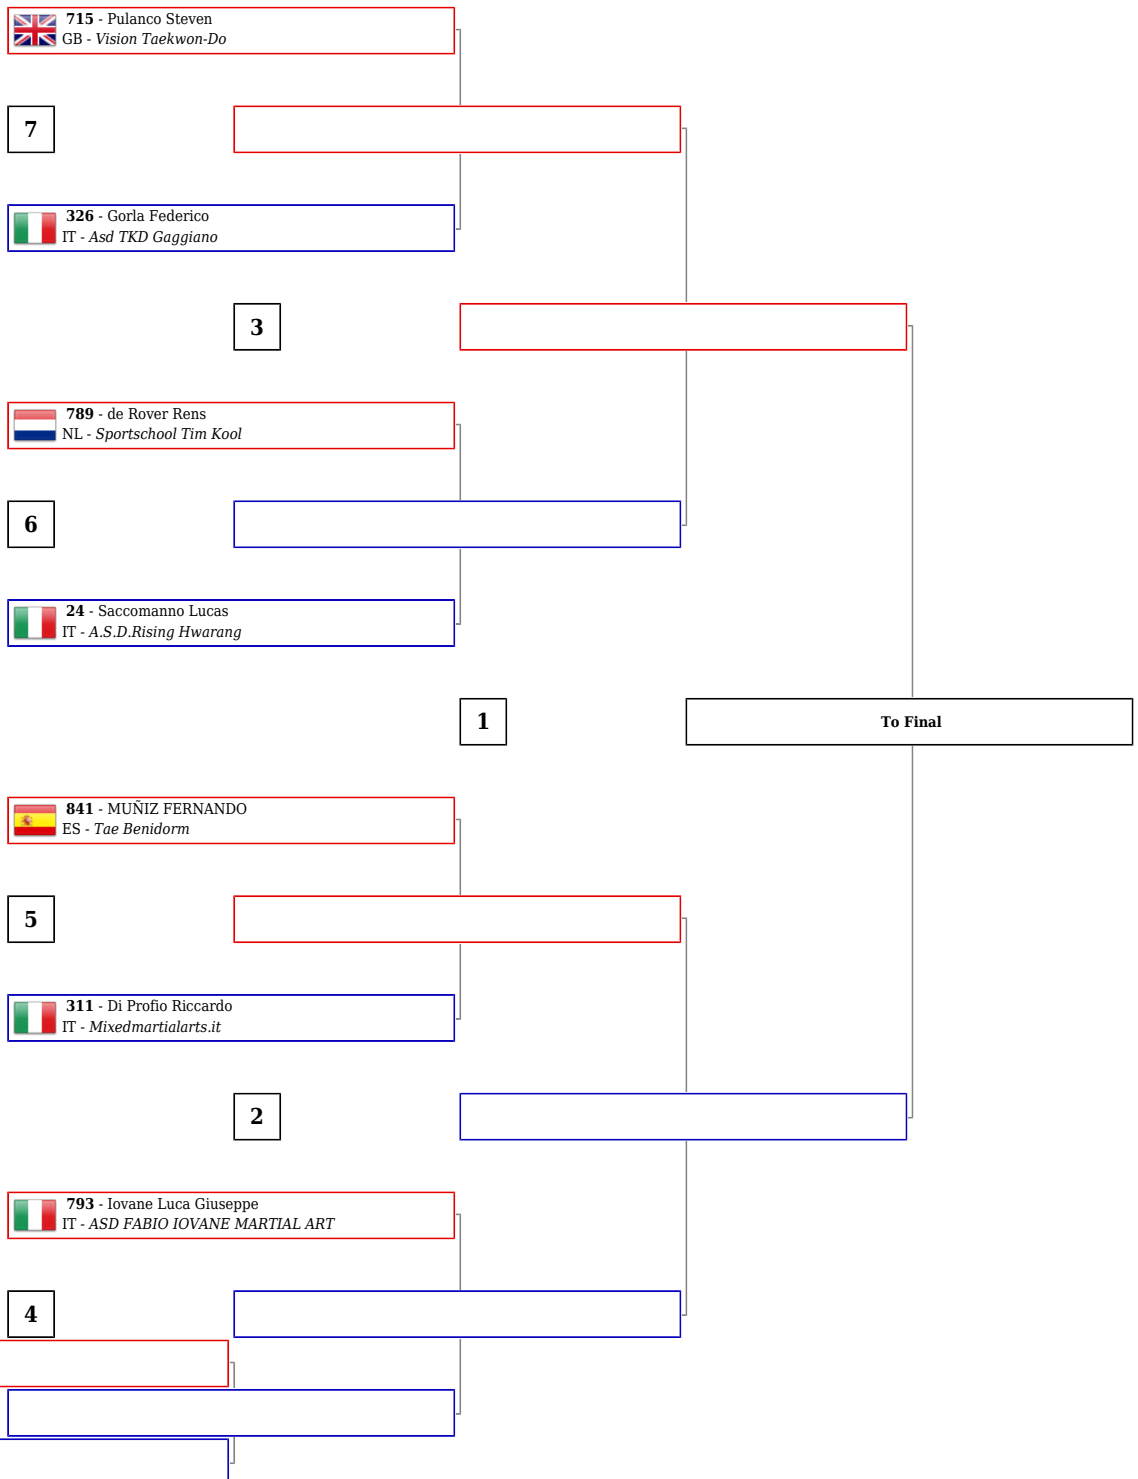 715 - Pulanco Steven
GB - Vision Taekwon-Do
7
326 - Gorla Federico
IT - Asd TKD Gaggiano
3
789 - de Rover Rens
NL - Sportschool Tim Kool
6
24 - Saccomanno Lucas
IT - A.S.D.Rising Hwarang
1
To Final
841 - MUÑIZ FERNANDO
ES - Tae Benidorm
5
311 - Di Profio Riccardo
IT - Mixedmartialarts.it
2
793 - Iovane Luca Giuseppe
IT - ASD FABIO IOVANE MARTIAL ART
4